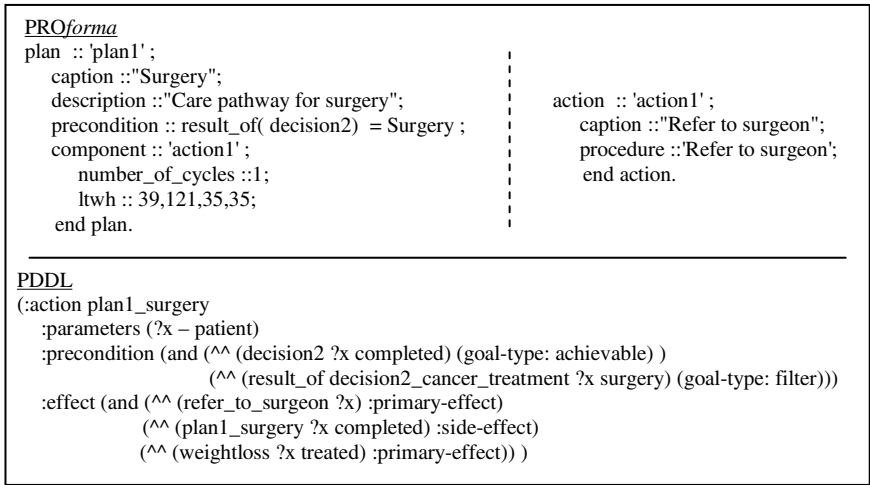 PROforma
plan :: 'plan1' ;
caption ::"Surgery";
description ::"Care pathway for surgery";
precondition :: result_of( decision2) = Surgery ;
component :: 'action1' ;
number_of_cycles ::1;
ltwh :: 39,121,35,35;
end plan.
action :: 'action1' ;
caption ::"Refer to surgeon";
procedure ::'Refer to surgeon';
end action.
PDDL
(:action plan1_surgery
:parameters (?x – patient)
:precondition (and (^^ (decision2 ?x completed) (goal-type: achievable) )
(^^ (result_of decision2_cancer_treatment ?x surgery) (goal-type: filter)))
:effect (and (^^ (refer_to_surgeon ?x) :primary-effect)
(^^ (plan1_surgery ?x completed) :side-effect)
(^^ (weightloss ?x treated) :primary-effect)) )